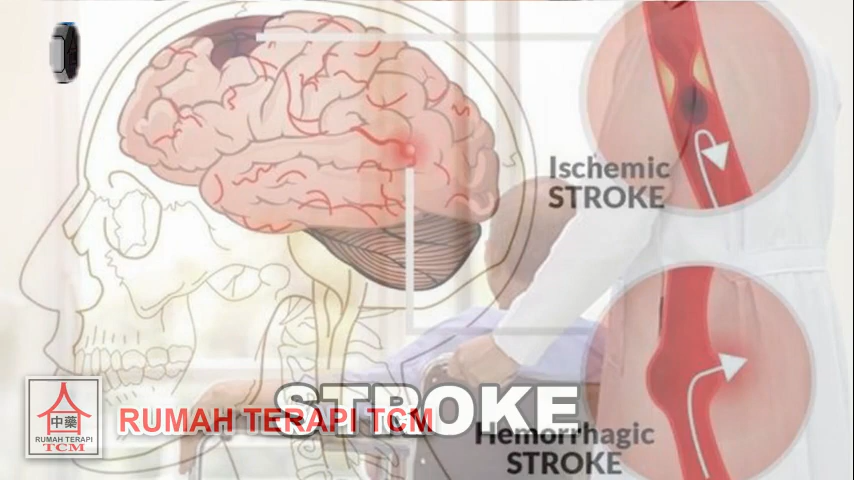 Ischemic
STROKE
STROKE
RUMAH TERAPI TCM
Hemorrhagic
STROKE
中藥
RUMAH TERAPI
TCM